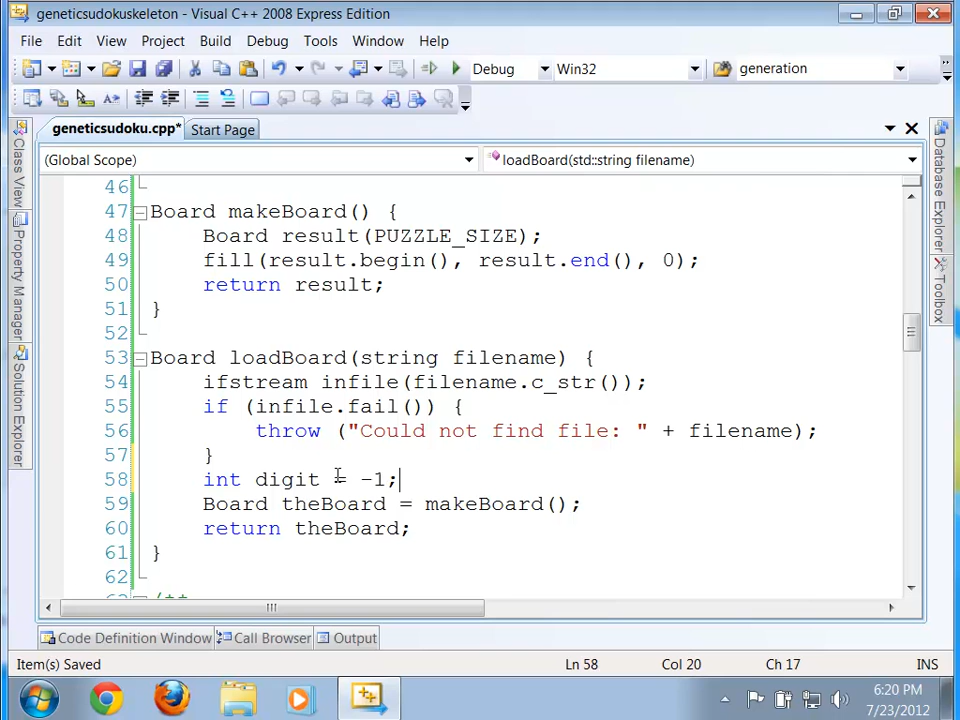 geneticsudokuskeleton - Visual C++ 2008 Express Edition
File Edit View Project Build Debug Tools Window Help
Debug Win32 generation
geneticsudoku.cpp* Start Page
(Global Scope) loadBoard(std::string filename)
46
47 Board makeBoard() {
48 Board result(PUZZLE_SIZE);
49 fill(result.begin(), result.end(), 0);
50 return result;
51 }
52
53 Board loadBoard(string filename) {
54 ifstream infile(filename.c_str());
55 if (infile.fail()) {
56 throw ("Could not find file: " + filename);
57 }
58 int digit = -1;
59 Board theBoard = makeBoard();
60 return theBoard;
61 }
62
Class View
Property Manager
Solution Explorer
Database Explorer
Toolbox
Code Definition Window Call Browser Output
Item(s) Saved Ln 58 Col 20 Ch 17 INS
6:20 PM
7/23/2012